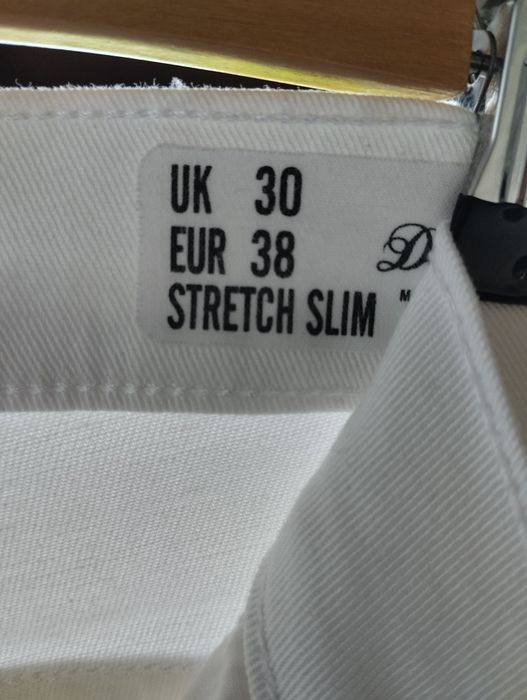 UK 30
EUR 38
STRETCH SLIM